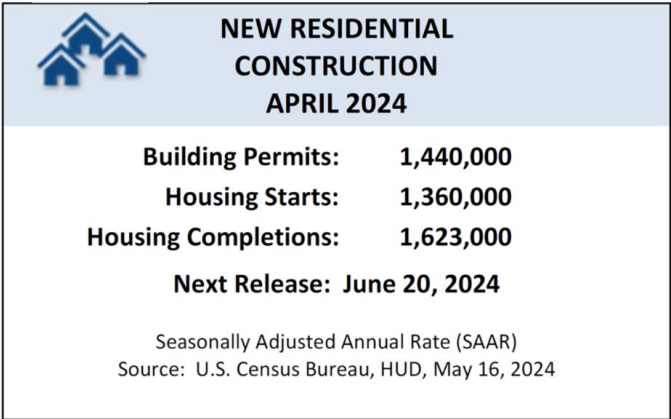 NEW RESIDENTIAL
CONSTRUCTION
APRIL 2024
Building Permits: 1,440,000
Housing Starts: 1,360,000
Housing Completions: 1,623,000
Next Release: June 20, 2024
Seasonally Adjusted Annual Rate (SAAR)
Source: U.S. Census Bureau, HUD, May 16, 2024